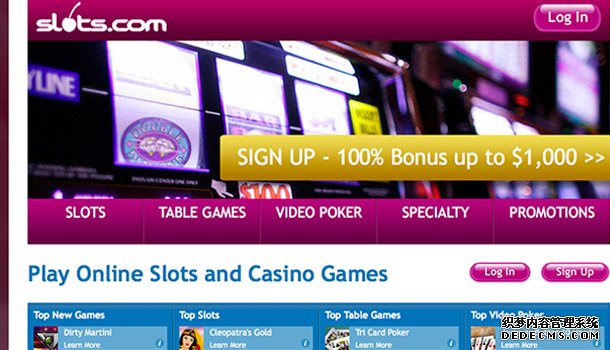 slots.com
Log In
YLINE
DOUBLE
SIGN UP - 100% Bonus up to $1,000 >>
$100
SLOTS
TABLE GAMES
VIDEO POKER
SPECIALTY
PROMOTIONS
Play Online Slots and Casino Games
Log In
Sign Up
Top New Games
Top Slots
Top Table Games
Top Video Poker
Dirty Martini
Learn More
Cleopatra's Gold
Learn More
Tri Card Poker
Learn More
织梦内容管理系统
DEDECMS.COM